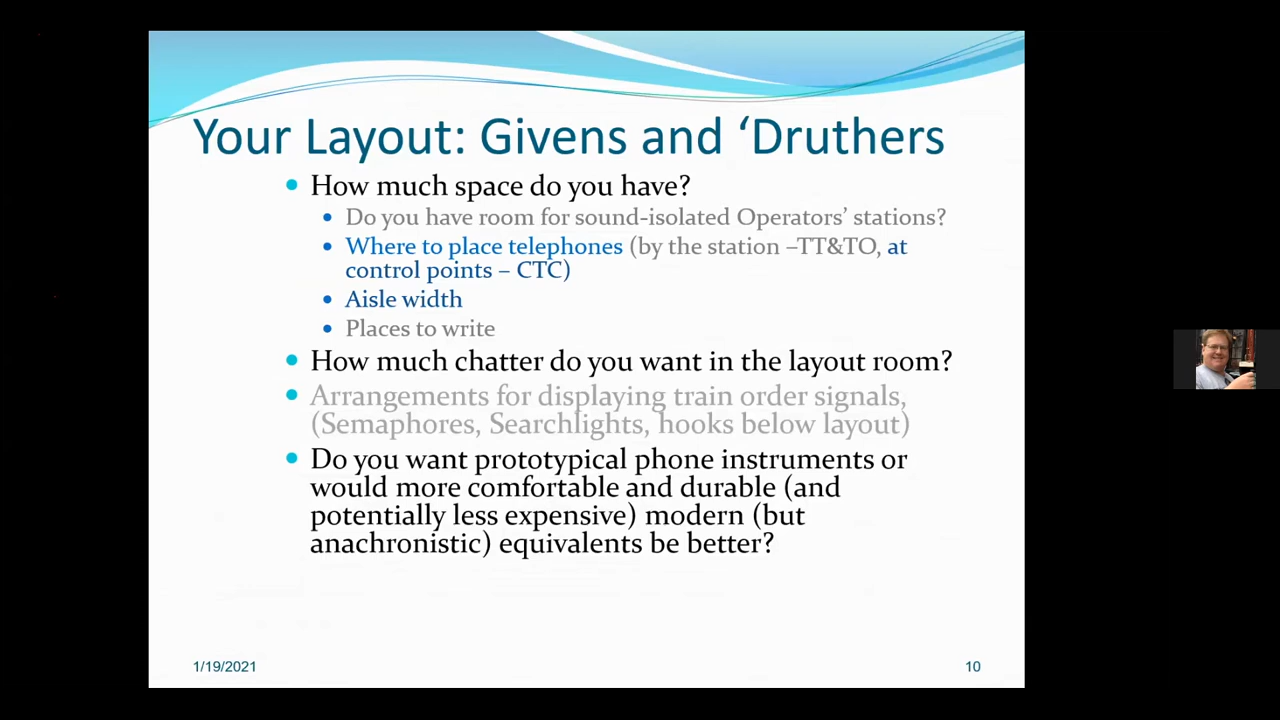 Your Layout: Givens and ‘Druthers
• How much space do you have?
• Do you have room for sound-isolated Operators’ stations?
• Where to place telephones (by the station –TT&TO, at
control points – CTC)
• Aisle width
• Places to write
• How much chatter do you want in the layout room?
• Arrangements for displaying train order signals,
(Semaphores, Searchlights, hooks below layout)
• Do you want prototypical phone instruments or
would more comfortable and durable (and
potentially less expensive) modern (but
anachronistic) equivalents be better?
1/19/2021
10